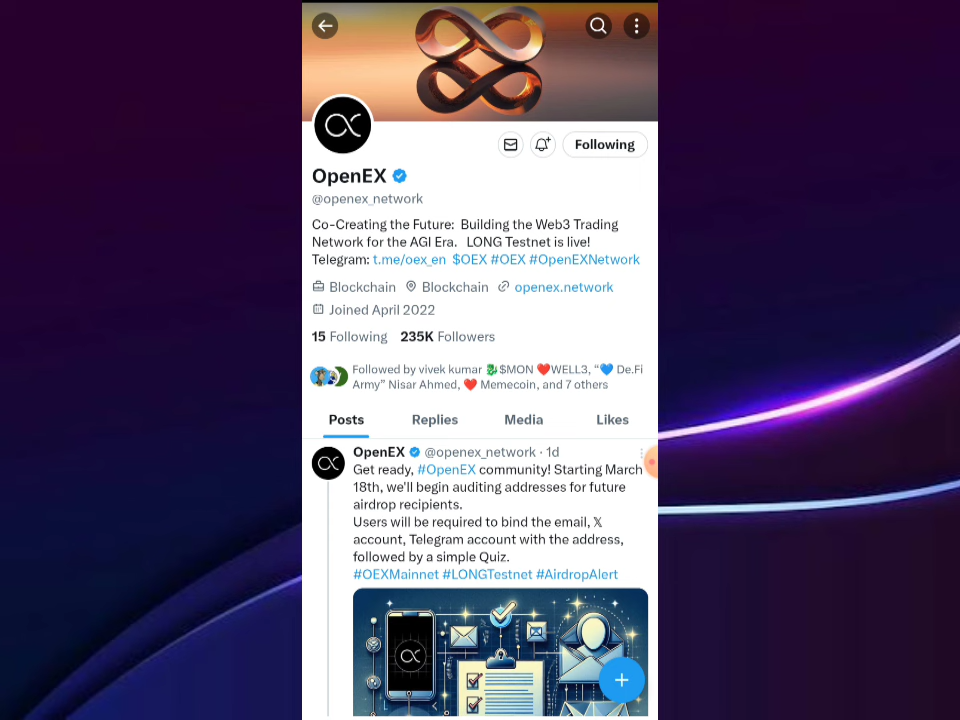 Following
OpenEX
@openex_network
Co-Creating the Future: Building the Web3 Trading
Network for the AGI Era. LONG Testnet is live!
Telegram: t.me/oex_en $OEX #OEX #OpenEXNetwork
Blockchain Blockchain openex.network
Joined April 2022
15 Following 235K Followers
Followed by vivek kumar 🐉$MON ❤️WELL3, “💙 De.Fi
Army” Nisar Ahmed, ❤️ Memecoin, and 7 others
Posts Replies Media Likes
OpenEX @openex_network · 1d
Get ready, #OpenEX community! Starting March
18th, we'll begin auditing addresses for future
airdrop recipients.
Users will be required to bind the email, 𝕏
account, Telegram account with the address,
followed by a simple Quiz.
#OEXMainnet #LONGTestnet #AirdropAlert